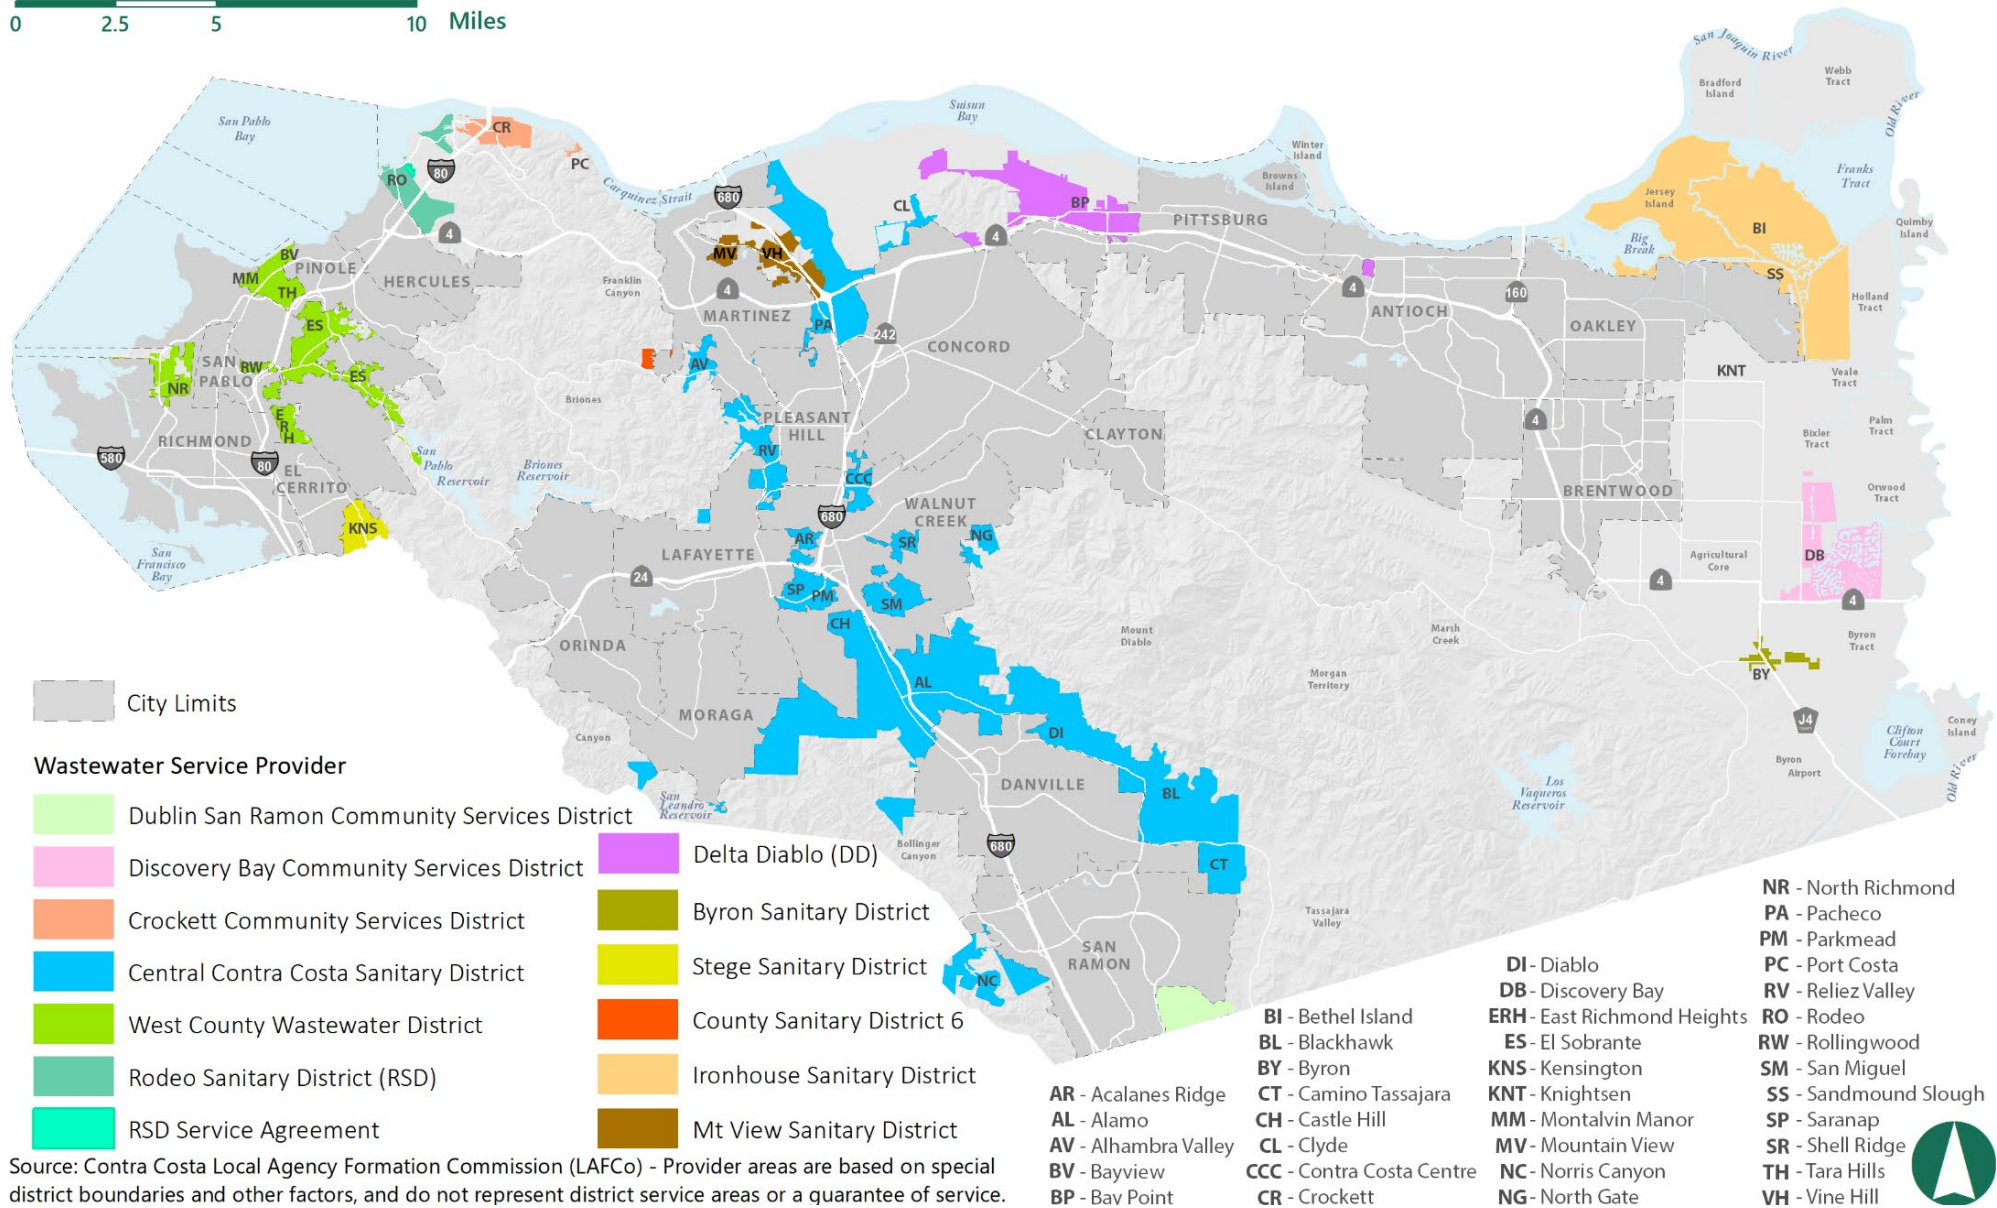 0 2.5 5 10 Miles
San Joaquin River
Webb
Tract
Bradford
Island
Old River
San Pablo
Bay
Suisun
Bay
CR
PC
80
RO
Carquinez Strait
680
Winter
Island
Browns
Island
Franks
Tract
Jersey
Island
Quimby
Island
CL
BP
PITTSBURG
4
4
BI
Big
Break
SS
MV
VH
BV
PINOLE
MM
TH
HERCULES
Franklin
Canyon
4
MARTINEZ
PA
4
ANTIOCH
160
OAKLEY
Holland
Tract
ES
242
CONCORD
SAN
PABLO
RW
ES
NR
AV
KNT
Veale
Tract
Briones
E
R
H
PLEASANT
HILL
CLAYTON
4
Palm
Tract
Bixler
Tract
RICHMOND
580
80
EL
CERRITO
San
Pablo
Reservoir
Briones
Reservoir
RV
CCC
WALNUT
CREEK
680
BRENTWOOD
Orwood
Tract
KNS
San
Francisco
Bay
LAFAYETTE
24
AR
SR
NG
SP
PM
SM
Agricultural
Core
DB
4
4
CH
ORINDA
Mount
Diablo
Marsh
Creek
Byron
Tract
Morgan
Territory
AL
BY
City Limits
MORAGA
Canyon
DI
J4
Clifton
Court
Forebay
Coney
Island
Old River
Byron
Airport
Wastewater Service Provider
DANVILLE
BL
Los
Vaqueros
Reservoir
San
Leandro
Reservoir
Bollinger
Canyon
680
CT
Tassajara
Valley
SAN
RAMON
NC
Dublin San Ramon Community Services District
Discovery Bay Community Services District
Crockett Community Services District
Central Contra Costa Sanitary District
West County Wastewater District
Rodeo Sanitary District (RSD)
RSD Service Agreement
Delta Diablo (DD)
Byron Sanitary District
Stege Sanitary District
County Sanitary District 6
Ironhouse Sanitary District
Mt View Sanitary District
AR - Acalanes Ridge
AL - Alamo
AV - Alhambra Valley
BV - Bayview
BP - Bay Point
BI - Bethel Island
BL - Blackhawk
BY - Byron
CT - Camino Tassajara
CH - Castle Hill
CL - Clyde
CCC - Contra Costa Centre
CR - Crockett
DI - Diablo
DB - Discovery Bay
ERH - East Richmond Heights
ES - El Sobrante
KNS - Kensington
KNT - Knightsen
MM - Montalvin Manor
MV - Mountain View
NC - Norris Canyon
NG - North Gate
NR - North Richmond
PA - Pacheco
PM - Parkmead
PC - Port Costa
RV - Reliez Valley
RO - Rodeo
RW - Rollingwood
SM - San Miguel
SS - Sandmound Slough
SP - Saranap
SR - Shell Ridge
TH - Tara Hills
VH - Vine Hill
Source: Contra Costa Local Agency Formation Commission (LAFCo) - Provider areas are based on special
district boundaries and other factors, and do not represent district service areas or a guarantee of service.